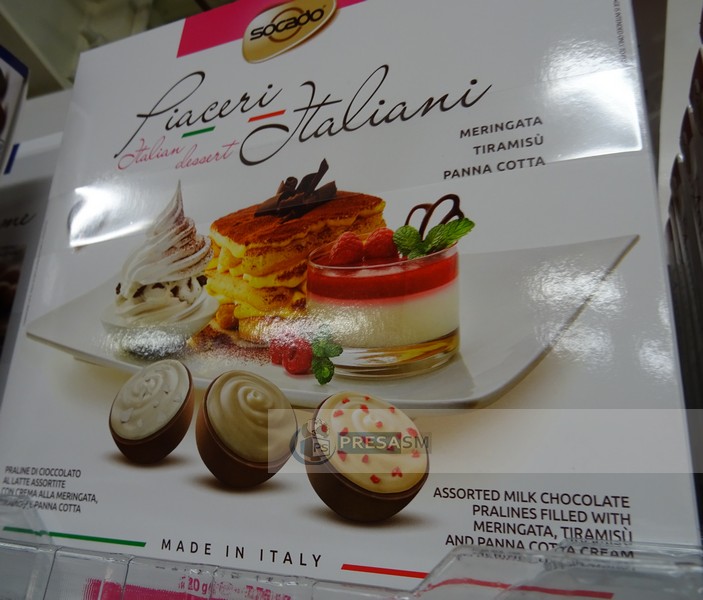 socado
Piaceri Italiani
Italian
dessert
MERINGATA
TIRAMISÙ
PANNA COTTA
PRESASM
PRALINE DI CIOCCOLATO
AL LATTE ASSORTITE
CON CREMA ALLA MERINGATA,
PANNA COTTA
ASSORTED MILK CHOCOLATE
PRALINES FILLED WITH
MERINGATA, TIRAMISÙ
AND PANNA COTTA CREAM
MADE IN ITALY